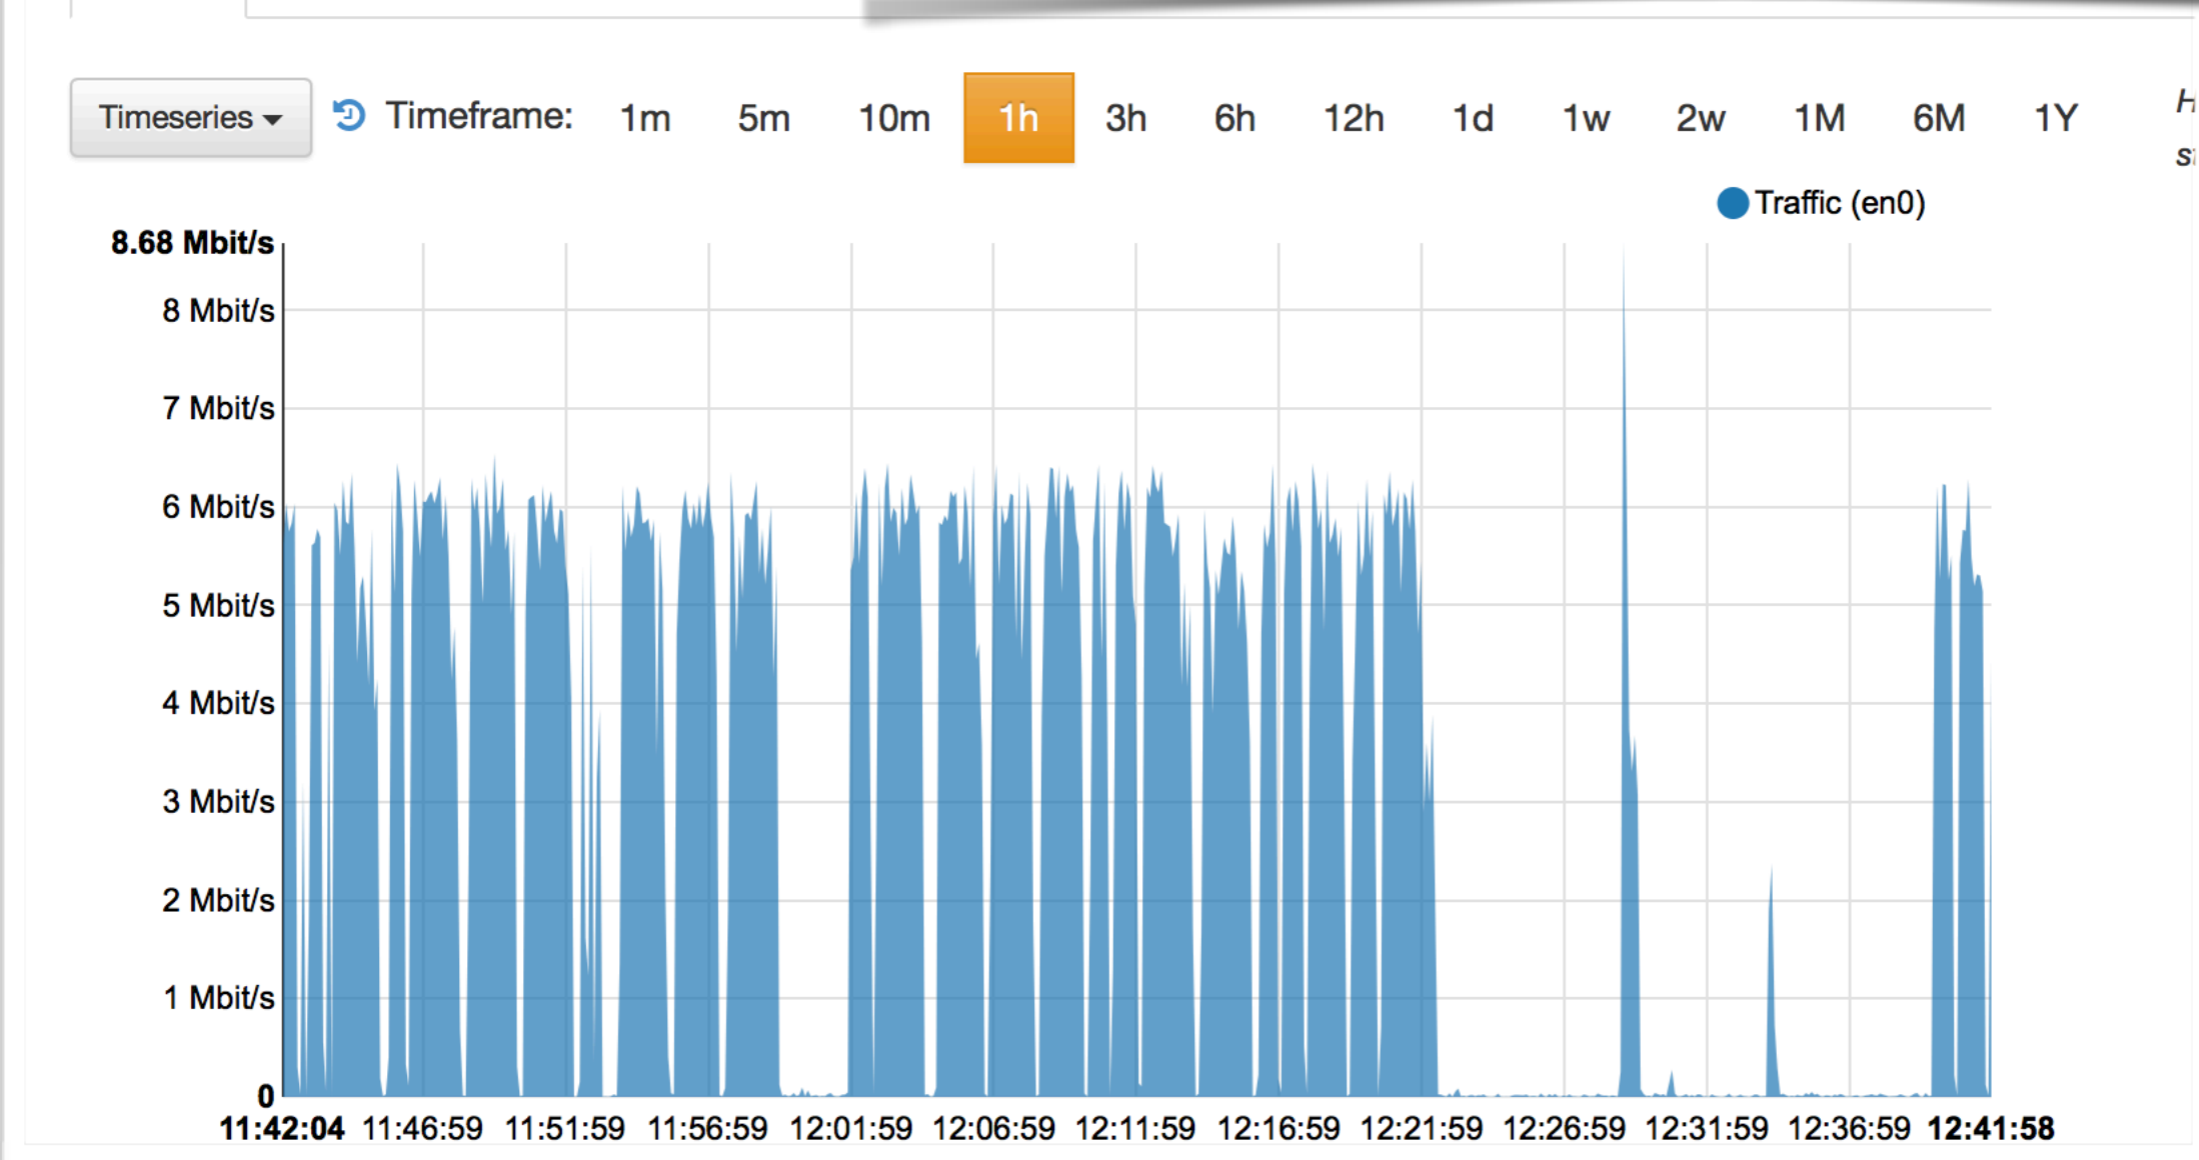 Timeseries Timeframe: 1m 5m 10m 1h 3h 6h 12h 1d 1w 2w 1M 6M 1Y
Traffic (en0)
8.68 Mbit/s
8 Mbit/s
7 Mbit/s
6 Mbit/s
5 Mbit/s
4 Mbit/s
3 Mbit/s
2 Mbit/s
1 Mbit/s
0
11:42:04 11:46:59 11:51:59 11:56:59 12:01:59 12:06:59 12:11:59 12:16:59 12:21:59 12:26:59 12:31:59 12:36:59 12:41:58